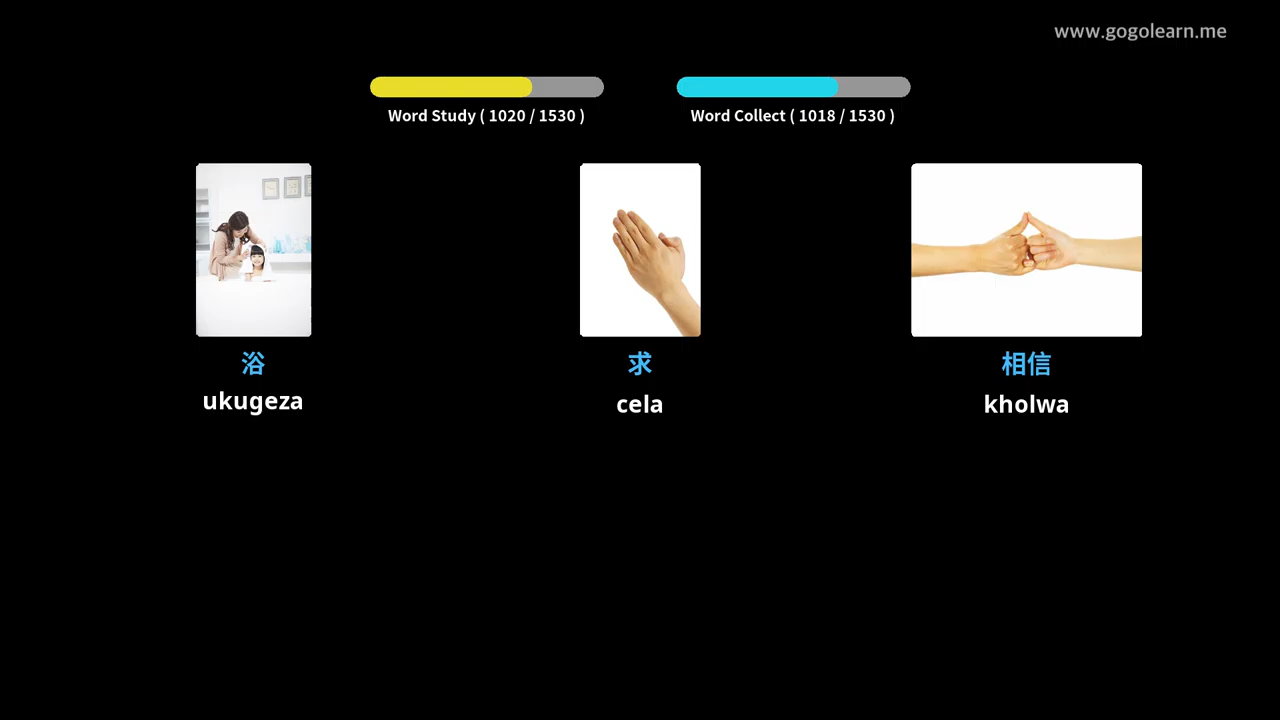 www.gogolearn.me
Word Study ( 1020 / 1530 )
Word Collect ( 1018 / 1530 )
浴
求
相信
ukugeza
cela
kholwa